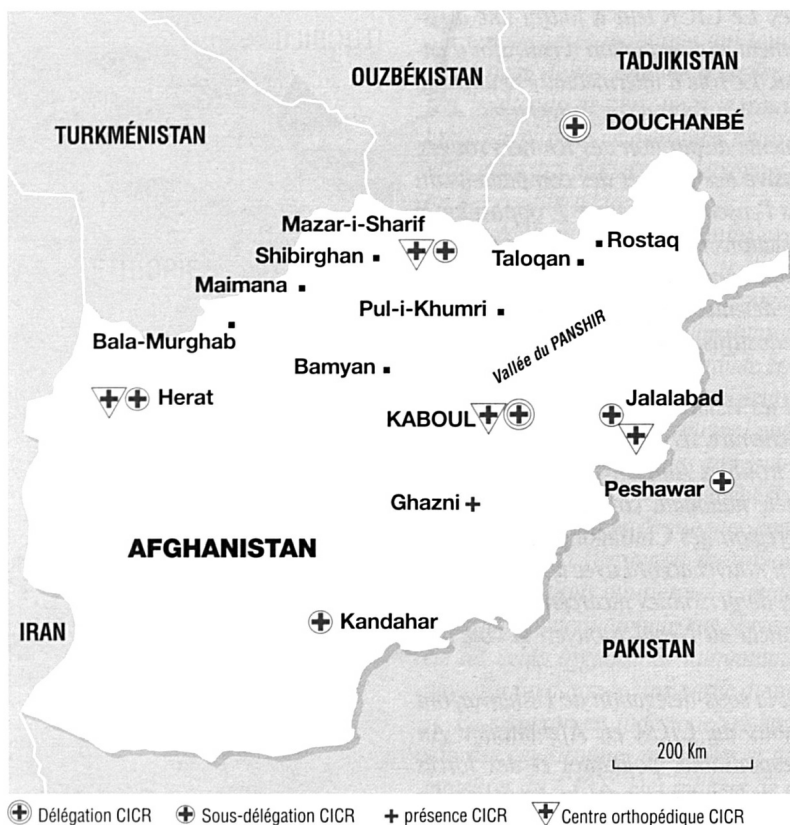 OUZBÉKISTAN
TADJIKISTAN
DOUCHANBÉ
TURKMÉNISTAN
Mazar-i-Sharif
Shibirghan
Rostaq
Taloqan
Maimana
Pul-i-Khumri
Vallée du PANSHIR
Bala-Murghab
Bamyan
Herat
Jalalabad
KABOUL
Peshawar
Ghazni
AFGHANISTAN
Kandahar
IRAN
PAKISTAN
200 Km
Délégation CICR Sous-délégation CICR présence CICR Centre orthopédique CICR